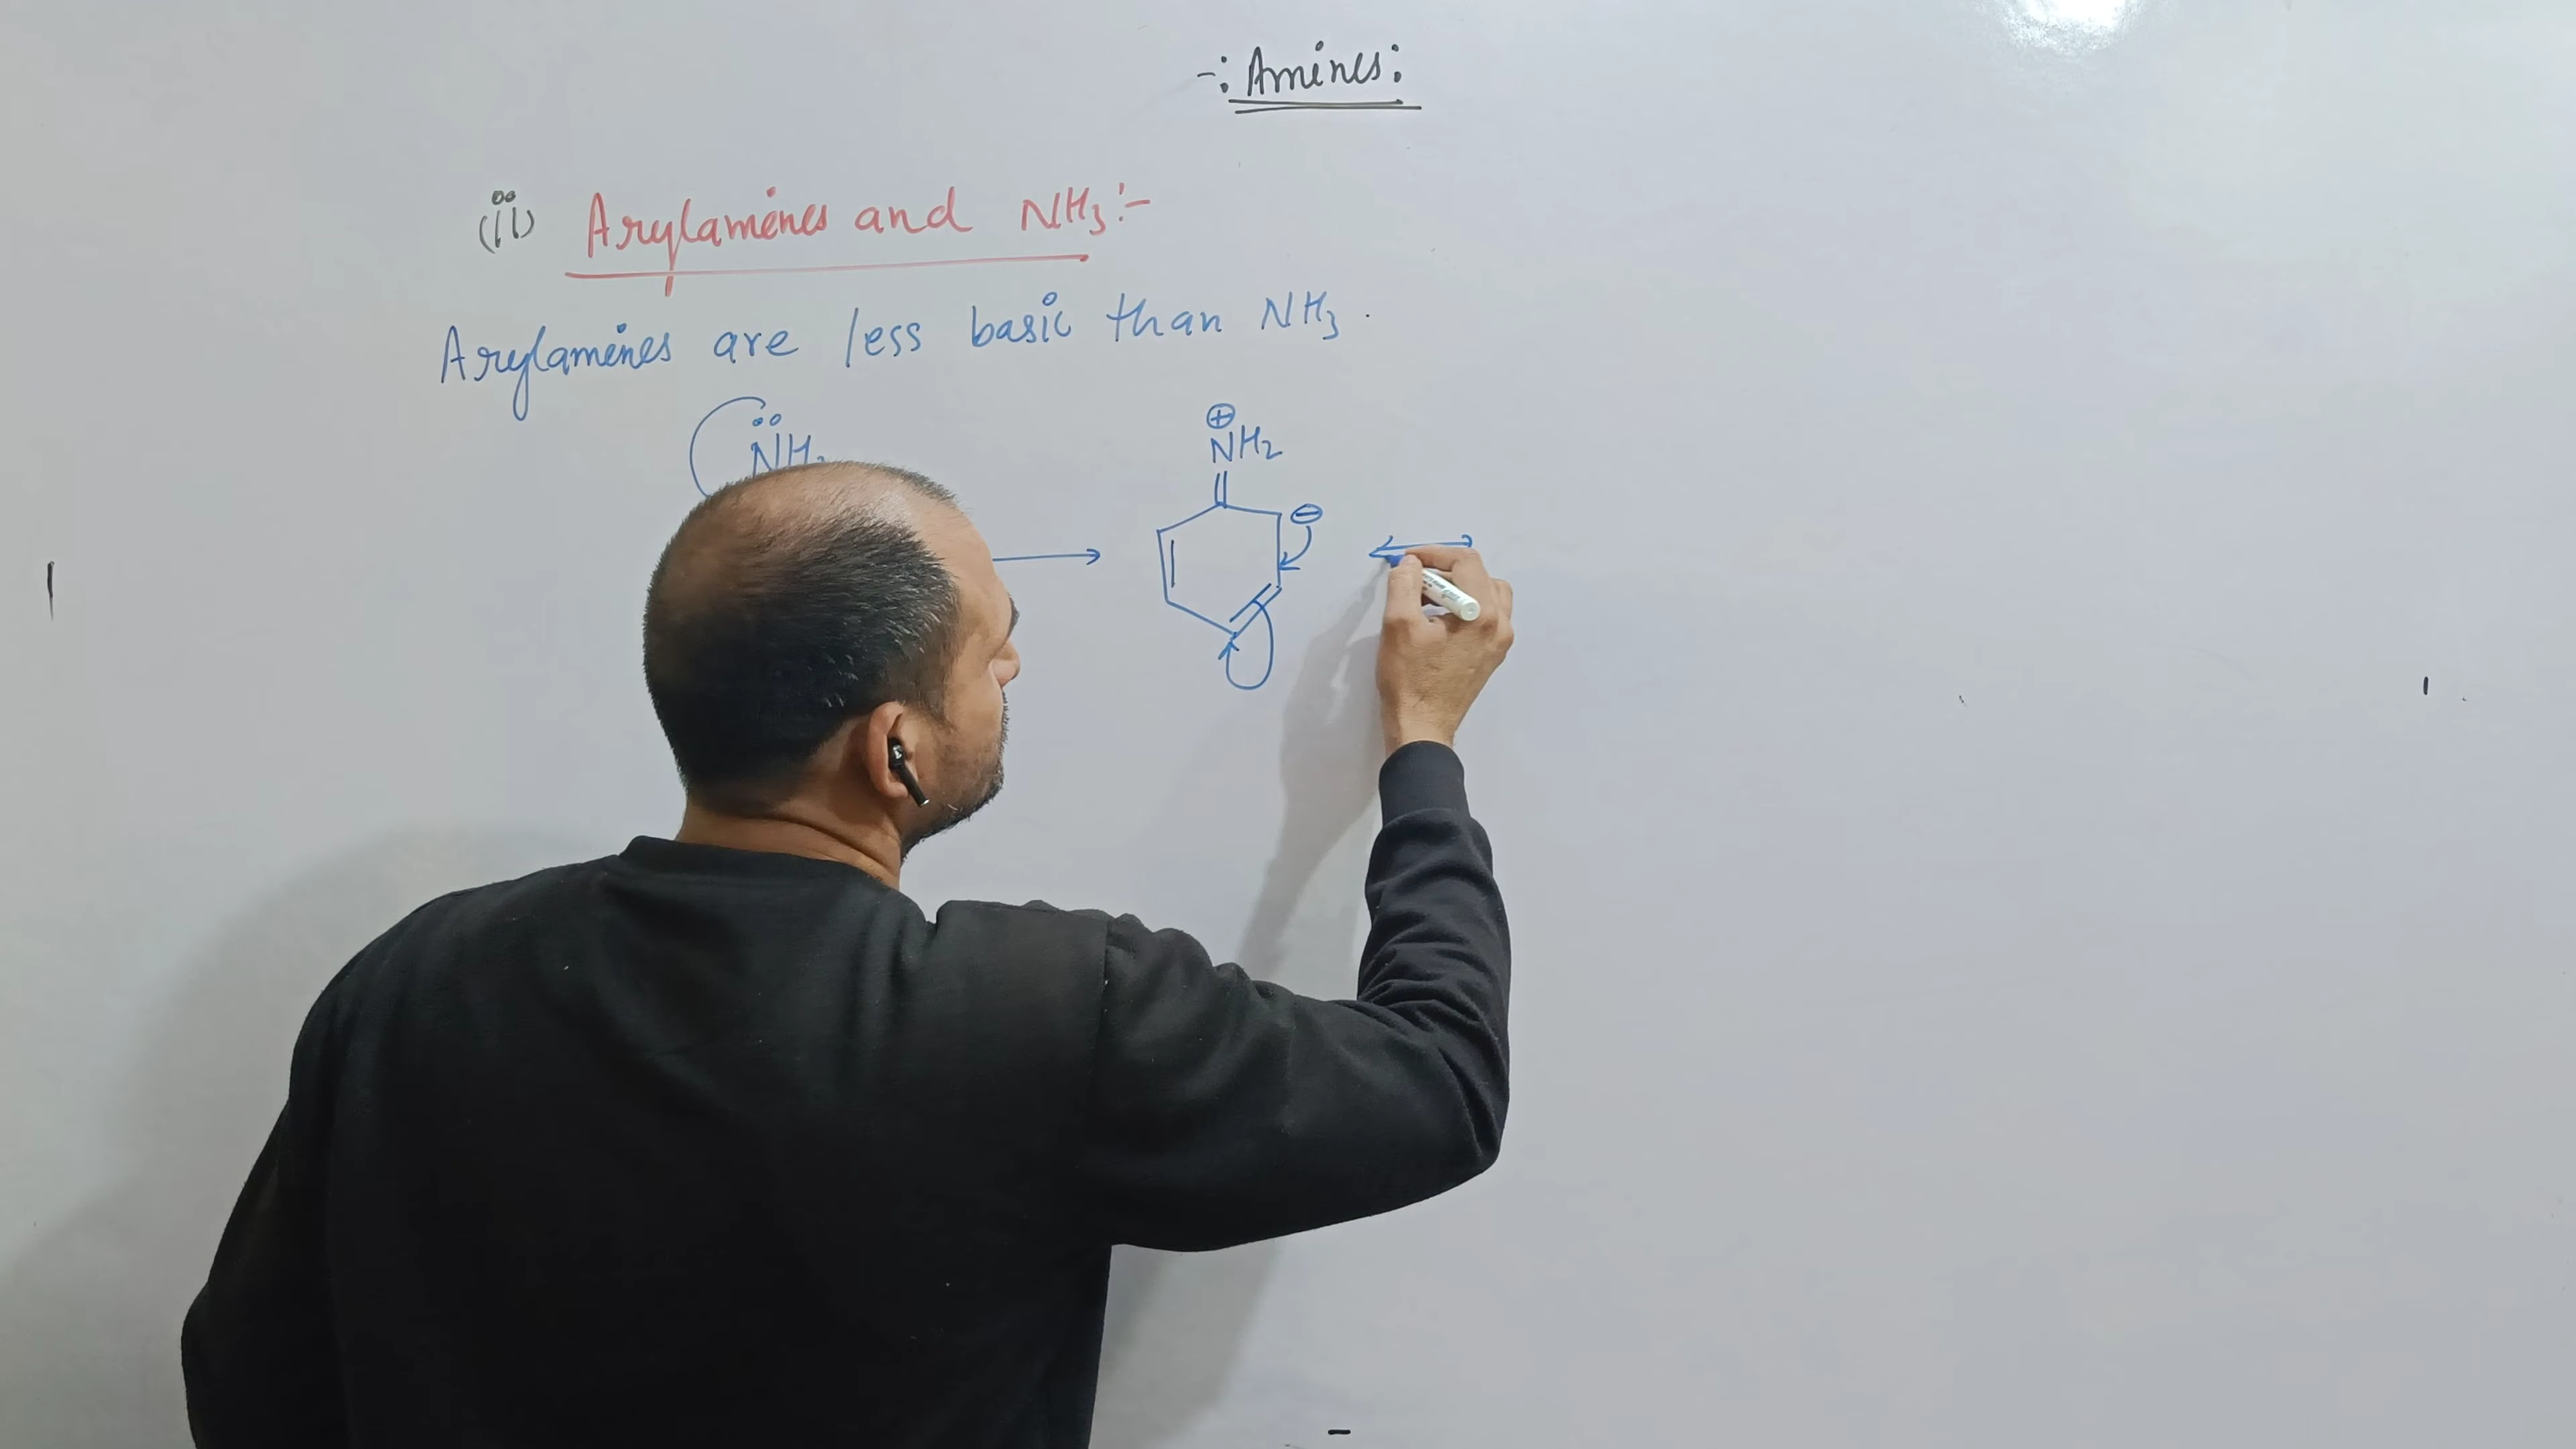 -: Amines:
(ii) Arylamines and NH3:-
Arylamines are less basic than NH3.
NH2
⊕
NH2
⊖